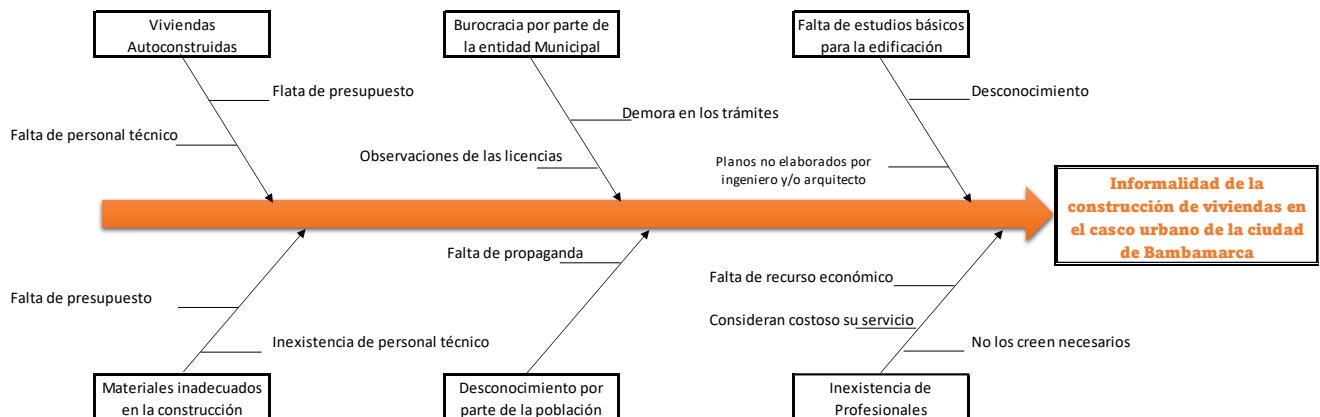 Viviendas
Autoconstruidas
Burocracia por parte de
la entidad Municipal
Falta de estudios básicos
para la edificación
Flata de presupuesto
Desconocimiento
Demora en los trámites
Falta de personal técnico
Observaciones de las licencias
Planos no elaborados por
ingeniero y/o arquitecto
Informalidad de la
construcción de viviendas en
el casco urbano de la ciudad
de Bambamarca
Falta de propaganda
Falta de recurso económico
Falta de presupuesto
Consideran costoso su servicio
Inexistencia de personal técnico
No los creen necesarios
Materiales inadecuados
en la construcción
Desconocimiento por
parte de la población
Inexistencia de
Profesionales